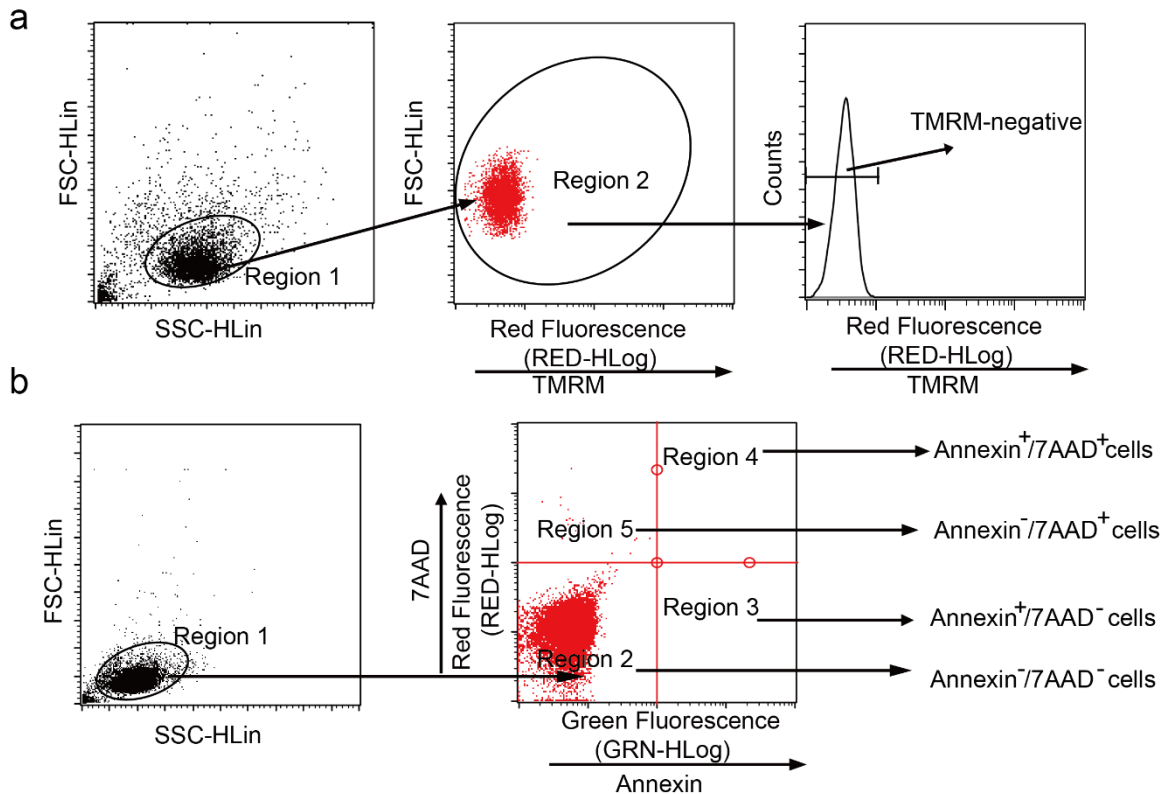 a
FSC-HLin
Region 1
SSC-HLin
FSC-HLin
Region 2
Red Fluorescence
(RED-HLog)
TMRM
Counts
TMRM-negative
Red Fluorescence
(RED-HLog)
TMRM
b
FSC-HLin
Region 1
SSC-HLin
7AAD
Red Fluorescence
(RED-HLog)
Region 4
Region 5
Region 3
Region 2
Green Fluorescence
(GRN-HLog)
Annexin
Annexin⁺/7AAD⁺cells
Annexin⁻/7AAD⁺ cells
Annexin⁺/7AAD⁻ cells
Annexin⁻/7AAD⁻ cells